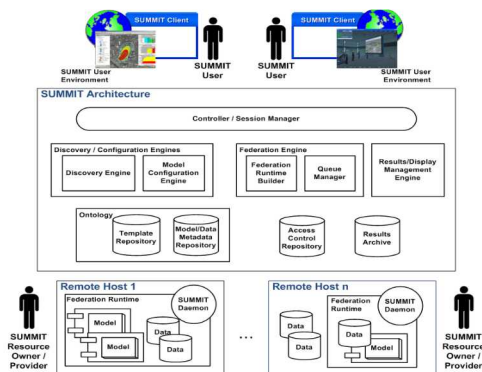 SUMMIT Client
SUMMIT Client
SUMMIT User
Environment
SUMMIT
User
SUMMIT
User
SUMMIT User
Environment
SUMMIT Architecture
Controller / Session Manager
Discovery / Configuration Engines
Discovery Engine
Model
Configuration
Engine
Federation Engine
Federation
Runtime
Builder
Queue
Manager
Results/Display
Management
Engine
Ontology
Template
Repository
Model/Data
Metadata
Repository
Access
Control
Repository
Results
Archive
SUMMIT
Resource
Owner /
Provider
Remote Host 1
Federation Runtime
SUMMIT
Daemon
Model
Model
Data
Data
...
Remote Host n
Data
Data
Federation
Runtime
SUMMIT
Daemon
Data
Model
SUMMIT
Resource
Owner /
Provider